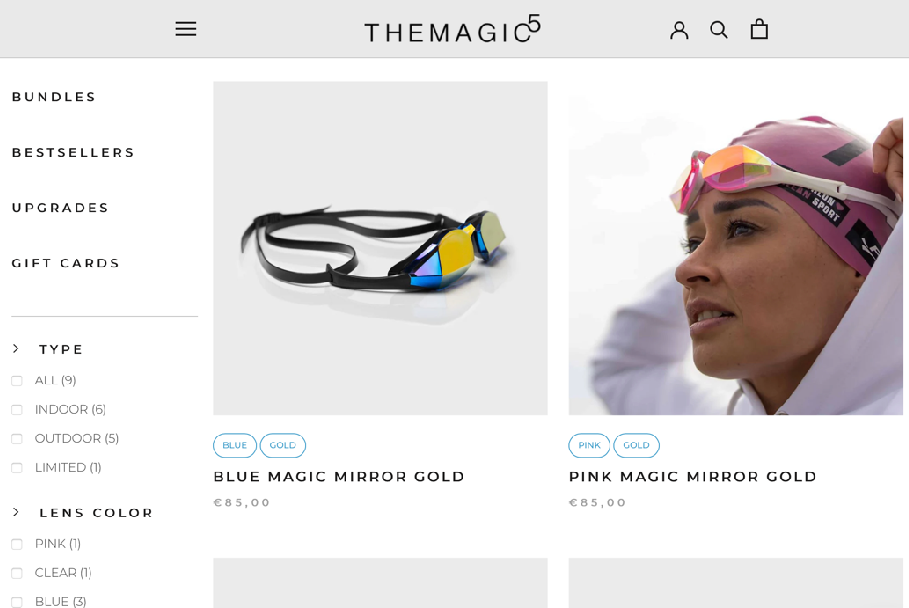 THEMAGIC5
BUNDLES
BESTSELLERS
UPGRADES
GIFT CARDS
TYPE
ALL (9)
INDOOR (6)
OUTDOOR (5)
LIMITED (1)
LENS COLOR
PINK (1)
CLEAR (1)
BLUE (3)
BLUE GOLD
BLUE MAGIC MIRROR GOLD
€85,00
SPORT
PINK GOLD
PINK MAGIC MIRROR GOLD
€85,00